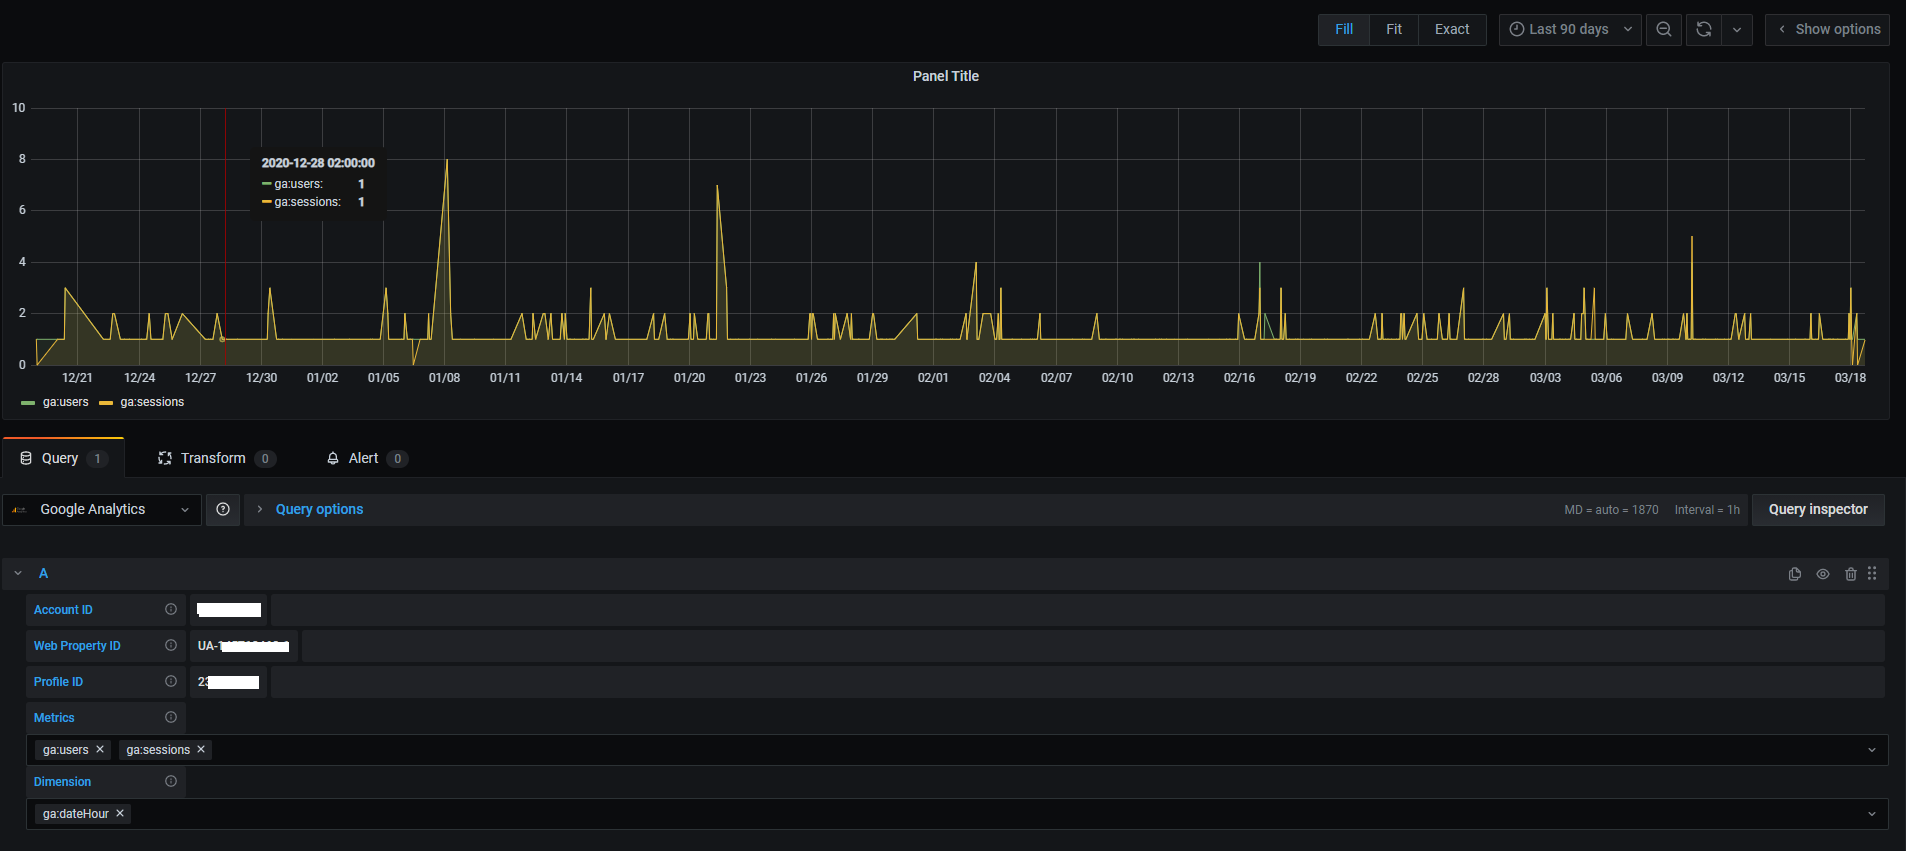 Fill Fit Exact Last 90 days Show options
Panel Title
10
8
6
4
2
0
2020-12-28 02:00:00
ga:users: 1
ga:sessions: 1
12/21 12/24 12/27 12/30 01/02 01/05 01/08 01/11 01/14 01/17 01/20 01/23 01/26 01/29 02/01 02/04 02/07 02/10 02/13 02/16 02/19 02/22 02/25 02/28 03/03 03/06 03/09 03/12 03/15 03/18
ga:users ga:sessions
Query 1 Transform 0 Alert 0
Google Analytics Query options MD = auto = 1870 Interval = 1h Query inspector
A
Account ID
Web Property ID UA-1
Profile ID 23
Metrics
ga:users ga:sessions
Dimension
ga:dateHour